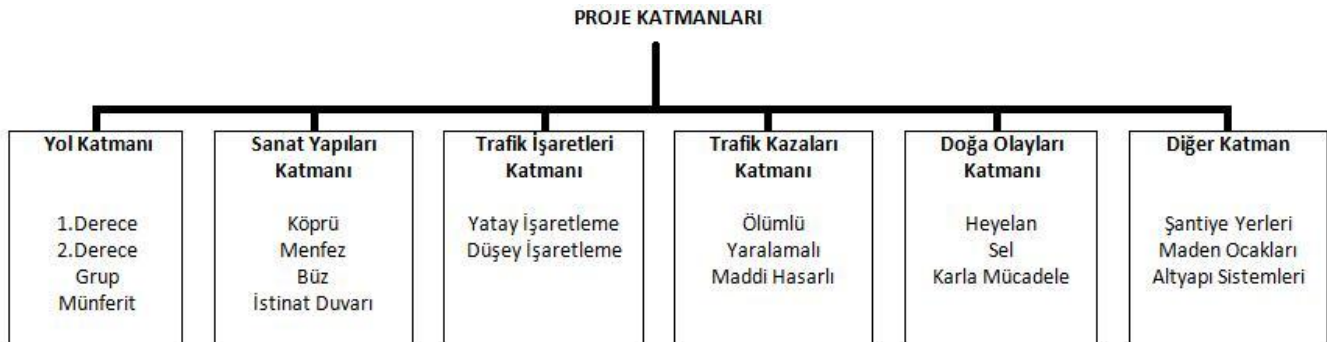 PROJE KATMANLARI
Yol Katmanı
1.Derece
2.Derece
Grup
Münferit
Sanat Yapıları
Katmanı
Köprü
Menfez
Büz
İstinat Duvarı
Trafik İşaretleri
Katmanı
Yatay İşaretleme
Düşey İşaretleme
Trafik Kazaları
Katmanı
Ölümlü
Yaralamalı
Maddi Hasarlı
Doğa Olayları
Katmanı
Heyelan
Sel
Karla Mücadele
Diğer Katman
Şantiye Yerleri
Maden Ocakları
Altyapı Sistemleri